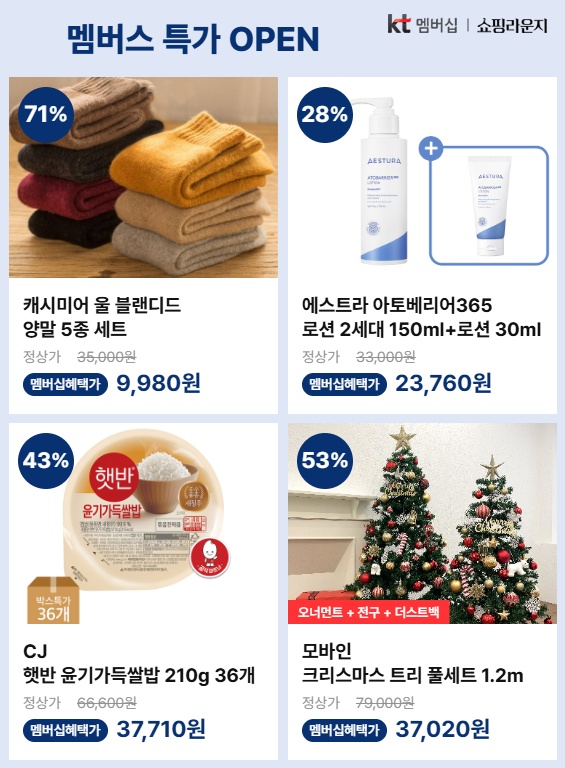 멤버스 특가 OPEN
kt 멤버십 | 쇼핑라운지
71%
캐시미어 울 블랜디드
양말 5종 세트
정상가 35,000원
멤버십혜택가 9,980원
28%
+
AESTURA
ATOBARRIER365
LOTION
AESTURA
ATOBARRIER365
LOTION
에스트라 아토베리어365
로션 2세대 150ml+로션 30ml
정상가 33,000원
멤버십혜택가 23,760원
43%
햇반
윤기가득쌀밥
박스특가
36개
CJ
햇반 윤기가득쌀밥 210g 36개
정상가 66,600원
멤버십혜택가 37,710원
53%
오너먼트 + 전구 + 더스트백
모바인
크리스마스 트리 풀세트 1.2m
정상가 79,000원
멤버십혜택가 37,020원